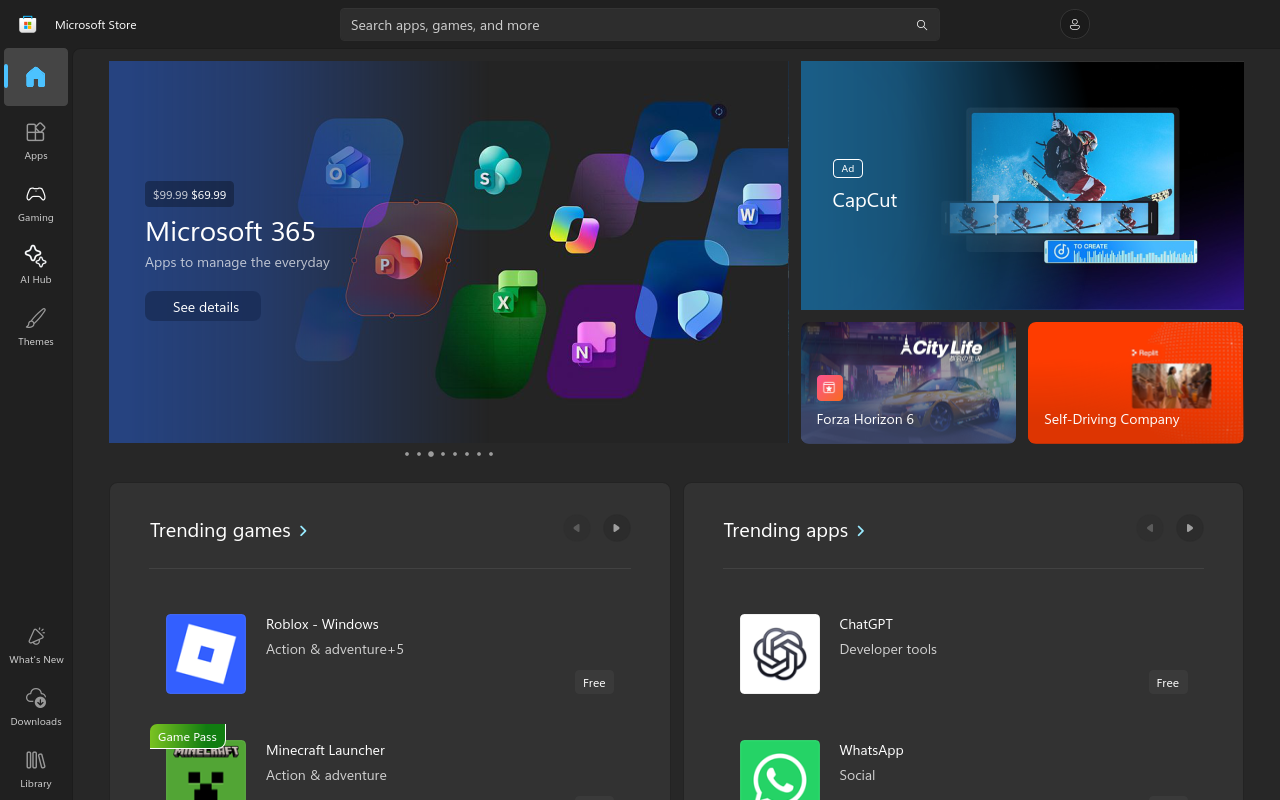 Microsoft Store
Search apps, games, and more
Home
Apps
Gaming
AI Hub
Themes
What's New
Downloads
Library
$99.99 $69.99
Microsoft 365
Apps to manage the everyday
See details
O
S
P
X
N
W
Ad
CapCut
TO CREATE
City Life
Forza Horizon 6
Replit
Self-Driving Company
Trending games
Roblox - Windows
Action & adventure+5
Free
Game Pass
MINECRAFT
Minecraft Launcher
Action & adventure
Trending apps
ChatGPT
Developer tools
Free
WhatsApp
Social